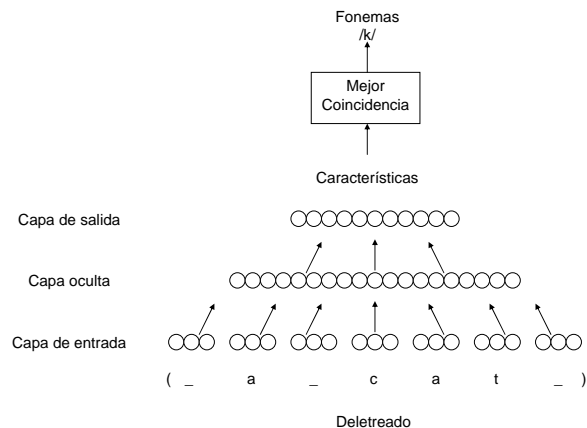 Fonemas
/k/
Mejor
Coincidencia
Características
Capa de salida
Capa oculta
Capa de entrada
( _ a _ c a t _ )
Deletreado